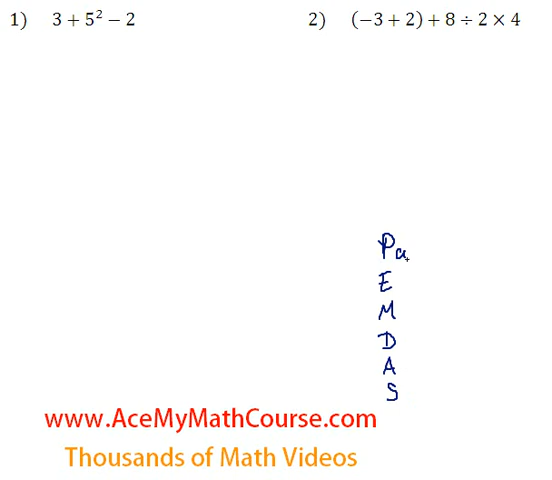 1) 3 + 5² − 2
2) (−3 + 2) + 8 ÷ 2 × 4
Pa
E
M
D
A
S
www.AceMyMathCourse.com
Thousands of Math Videos